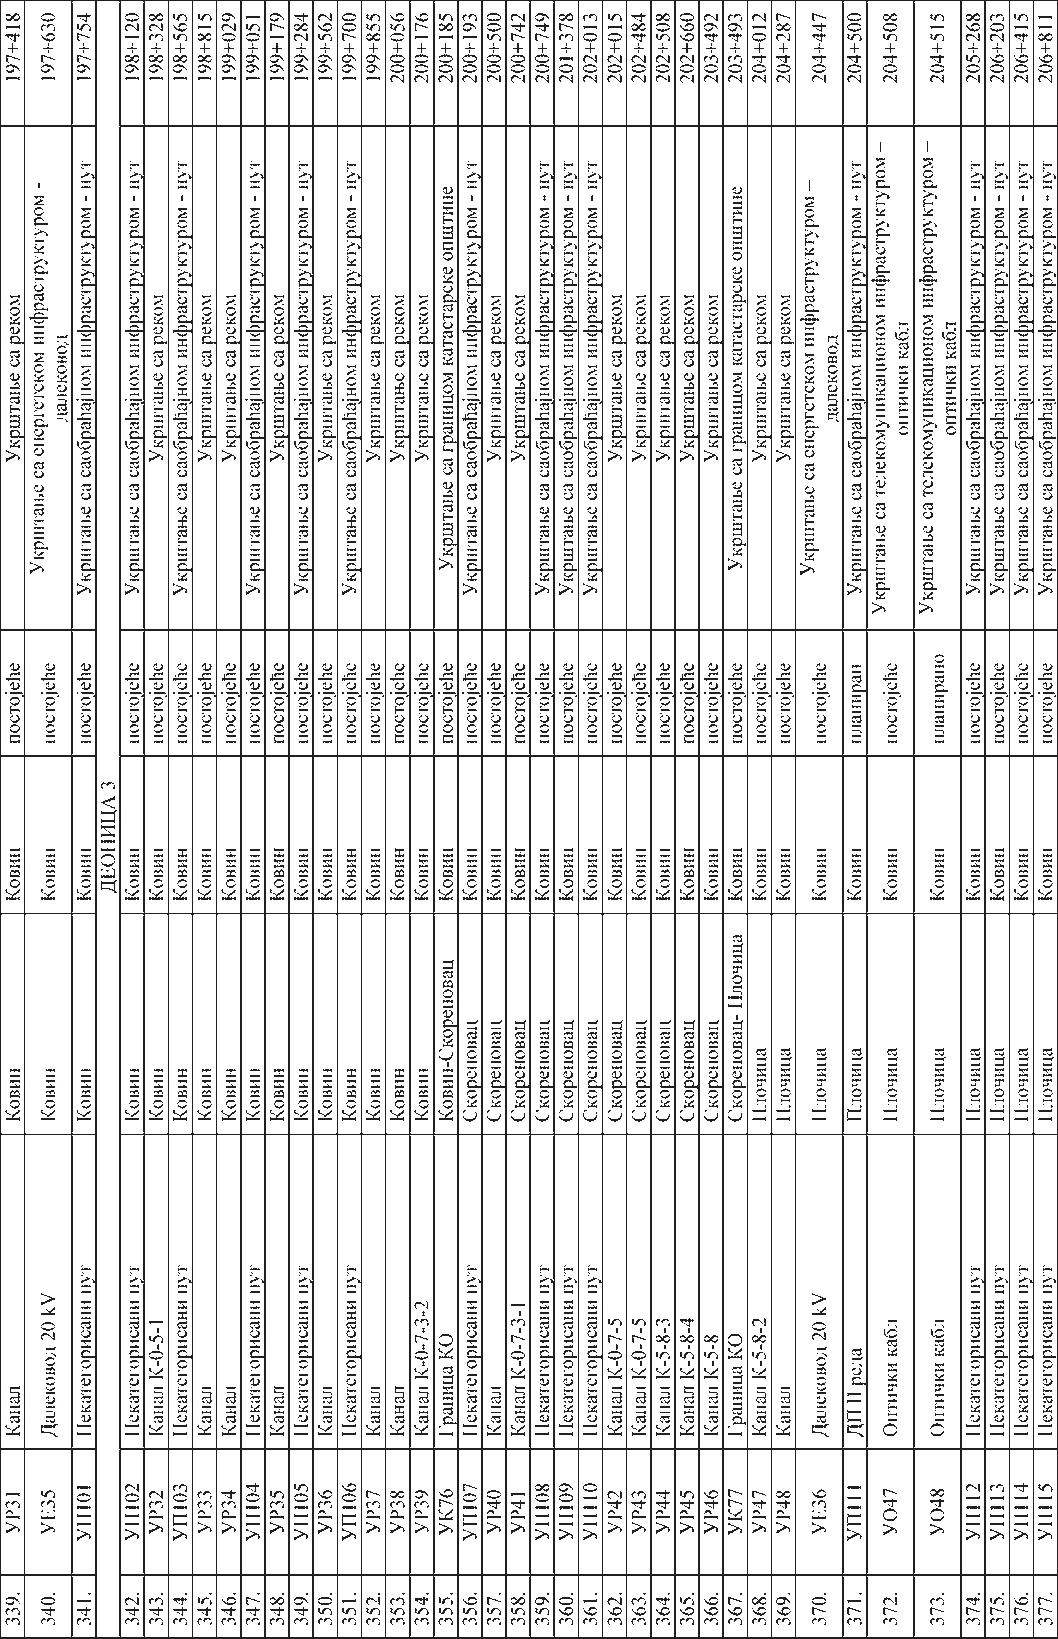 339. УР31 Канал Ковин Ковин постојеће Укрштање са реком 197+418
340. УЕ35 Далековод 20 kV Ковин Ковин постојеће Укрштање са енергетском инфраструктуром - 197+630
далековод
341. УП101 Некатегорисани пут Ковин Ковин постојеће Укрштање са саобраћајном инфраструктуром - пут 197+754
ДЕОНИЦА 3
342. УП102 Некатегорисани пут Ковин Ковин постојеће Укрштање са саобраћајном инфраструктуром - пут 198+120
343. УР32 Канал К-0-5-1 Ковин Ковин постојеће Укрштање са реком 198+328
344. УП103 Некатегорисани пут Ковин Ковин постојеће Укрштање са саобраћајном инфраструктуром - пут 198+565
345. УР33 Канал Ковин Ковин постојеће Укрштање са реком 198+815
346. УР34 Канал Ковин Ковин постојеће Укрштање са реком 199+029
347. УП104 Некатегорисани пут Ковин Ковин постојеће Укрштање са саобраћајном инфраструктуром - пут 199+051
348. УР35 Канал Ковин Ковин постојеће Укрштање са реком 199+179
349. УП105 Некатегорисани пут Ковин Ковин постојеће Укрштање са саобраћајном инфраструктуром - пут 199+284
350. УР36 Канал Ковин Ковин постојеће Укрштање са реком 199+562
351. УП106 Некатегорисани пут Ковин Ковин постојеће Укрштање са саобраћајном инфраструктуром - пут 199+700
352. УР37 Канал Ковин Ковин постојеће Укрштање са реком 199+855
353. УР38 Канал Ковин Ковин постојеће Укрштање са реком 200+056
354. УР39 Канал К-0-7-3-2 Ковин Ковин постојеће Укрштање са реком 200+176
355. УК76 Граница КО Ковин-Скореновац Ковин постојеће Укрштање са границом катастарске општине 200+185
356. УП107 Некатегорисани пут Скореновац Ковин постојеће Укрштање са саобраћајном инфраструктуром - пут 200+193
357. УР40 Канал Скореновац Ковин постојеће Укрштање са реком 200+500
358. УР41 Канал К-0-7-3-1 Скореновац Ковин постојеће Укрштање са реком 200+742
359. УП108 Некатегорисани пут Скореновац Ковин постојеће Укрштање са саобраћајном инфраструктуром - пут 200+749
360. УП109 Некатегорисани пут Скореновац Ковин постојеће Укрштање са саобраћајном инфраструктуром - пут 201+378
361. УП110 Некатегорисани пут Скореновац Ковин постојеће Укрштање са саобраћајном инфраструктуром - пут 202+013
362. УР42 Канал К-0-7-5 Скореновац Ковин постојеће Укрштање са реком 202+015
363. УР43 Канал К-0-7-5 Скореновац Ковин постојеће Укрштање са реком 202+484
364. УР44 Канал К-5-8-3 Скореновац Ковин постојеће Укрштање са реком 202+508
365. УР45 Канал К-5-8-4 Скореновац Ковин постојеће Укрштање са реком 202+660
366. УР46 Канал К-5-8 Скореновац Ковин постојеће Укрштање са реком 203+492
367. УК77 Граница КО Скореновац- Плочица Ковин постојеће Укрштање са границом катастарске општине 203+493
368. УР47 Канал К-5-8-2 Плочица Ковин постојеће Укрштање са реком 204+012
369. УР48 Канал Плочица Ковин постојеће Укрштање са реком 204+287
370. УЕ36 Далековод 20 kV Плочица Ковин постојеће Укрштање са енергетском инфраструктуром – 204+447
далековод
371. УП111 ДП II реда Плочица Ковин планиран Укрштање са саобраћајном инфраструктуром - пут 204+500
372. УО47 Оптички кабл Плочица Ковин постојеће Укрштање са телекомуникационом инфраструктуром – 204+508
оптички кабл
373. УО48 Оптички кабл Плочица Ковин планирано Укрштање са телекомуникационом инфраструктуром – 204+515
оптички кабл
374. УП112 Некатегорисани пут Плочица Ковин постојеће Укрштање са саобраћајном инфраструктуром - пут 205+268
375. УП113 Некатегорисани пут Плочица Ковин постојеће Укрштање са саобраћајном инфраструктуром - пут 206+203
376. УП114 Некатегорисани пут Плочица Ковин постојеће Укрштање са саобраћајном инфраструктуром - пут 206+415
377. УП115 Некатегорисани пут Плочица Ковин постојеће Укрштање са саобраћајном инфраструктуром - пут 206+811